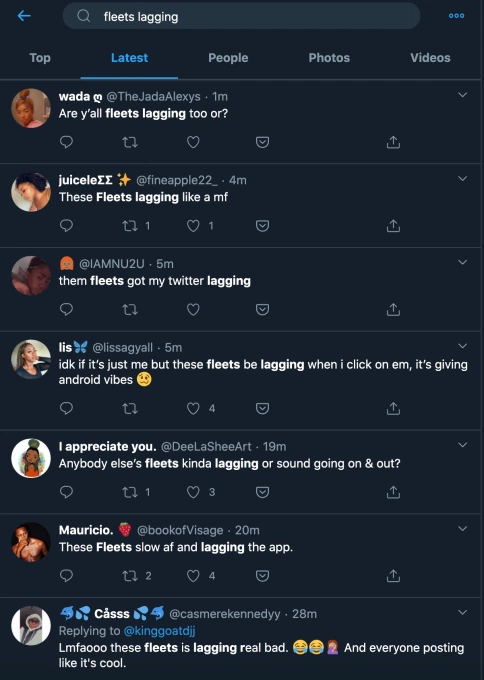 fleets lagging
Top Latest People Photos Videos
wada ღ @TheJadaAlexys · 1m
Are y'all fleets lagging too or?
juiceleΣΣ ✨ @fineapple22_ · 4m
These Fleets lagging like a mf
1 1
@IAMNU2U · 5m
them fleets got my twitter lagging
lis🦋 @lissagyall · 5m
idk if it's just me but these fleets be lagging when i click on em, it's giving
android vibes 🤨
4
I appreciate you. @DeeLaSheeArt · 19m
Anybody else's fleets kinda lagging or sound going on & out?
1 3
Mauricio. 🍓 @bookofVisage · 20m
These Fleets slow af and lagging the app.
2 4
🐬💦 Cåsss 💦🐬 @casmerekennedyy · 28m
Replying to @kinggoatdjj
Lmfaooo these fleets is lagging real bad. 😂😂🤦🏽‍♀️ And everyone posting
like it's cool.